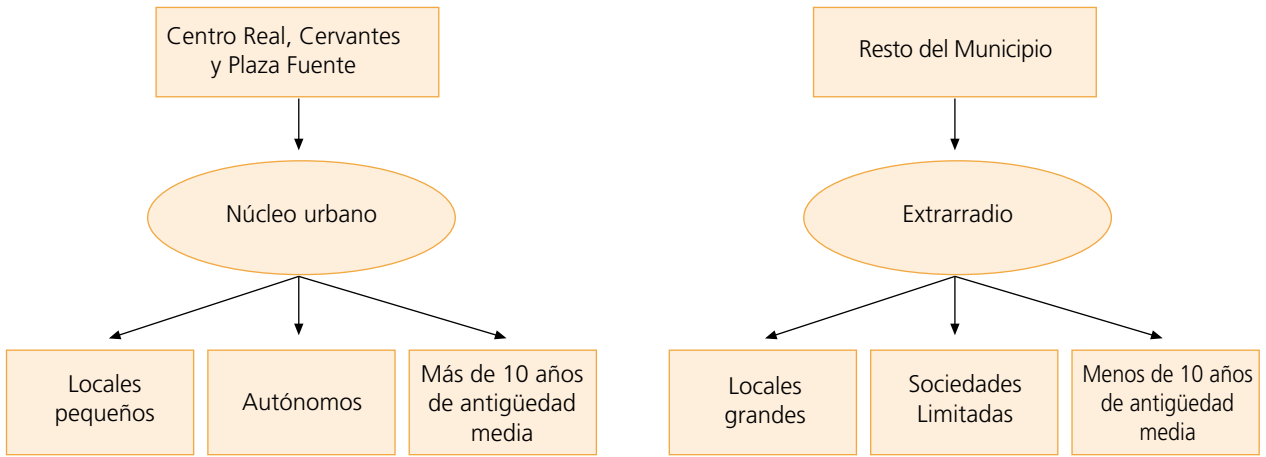 Centro Real, Cervantes
y Plaza Fuente
Resto del Municipio
Núcleo urbano
Extrarradio
Locales
pequeños
Autónomos
Más de 10 años
de antigüedad
media
Locales
grandes
Sociedades
Limitadas
Menos de 10 años
de antigüedad
media